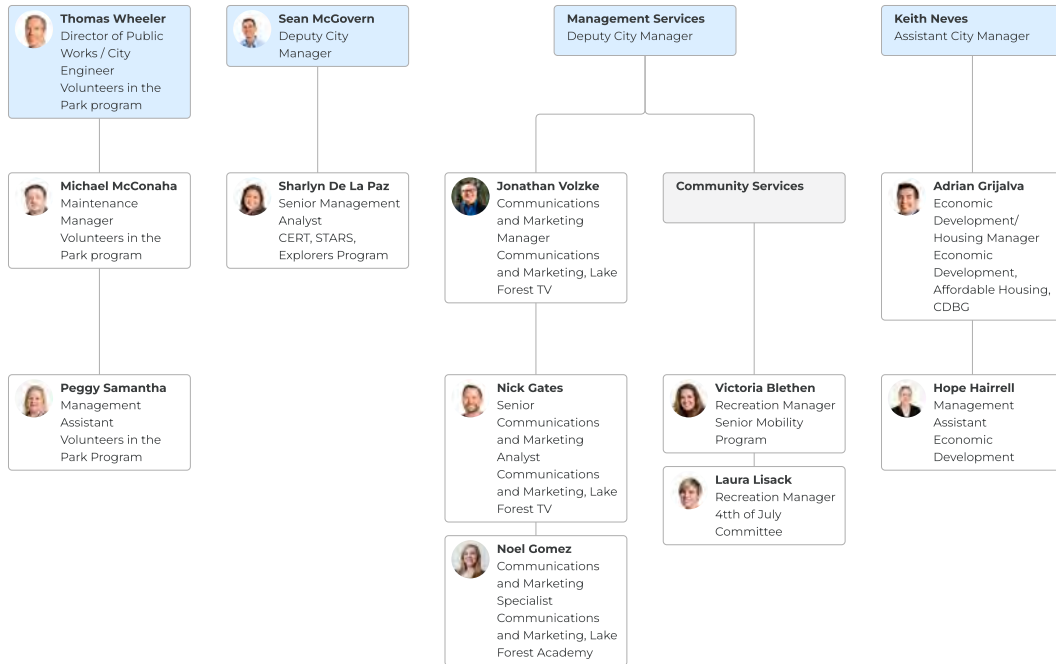 Thomas Wheeler
Director of Public
Works / City
Engineer
Volunteers in the
Park program
Sean McGovern
Deputy City
Manager
Management Services
Deputy City Manager
Keith Neves
Assistant City Manager
Michael McConaha
Maintenance
Manager
Volunteers in the
Park program
Sharlyn De La Paz
Senior Management
Analyst
CERT, STARS,
Explorers Program
Jonathan Volzke
Communications
and Marketing
Manager
Communications
and Marketing, Lake
Forest TV
Community Services
Adrian Grijalva
Economic
Development/
Housing Manager
Economic
Development,
Affordable Housing,
CDBG
Peggy Samantha
Management
Assistant
Volunteers in the
Park Program
Nick Gates
Senior
Communications
and Marketing
Analyst
Communications
and Marketing, Lake
Forest TV
Victoria Blethen
Recreation Manager
Senior Mobility
Program
Hope Hairrell
Management
Assistant
Economic
Development
Laura Lisack
Recreation Manager
4tth of July
Committee
Noel Gomez
Communications
and Marketing
Specialist
Communications
and Marketing, Lake
Forest Academy